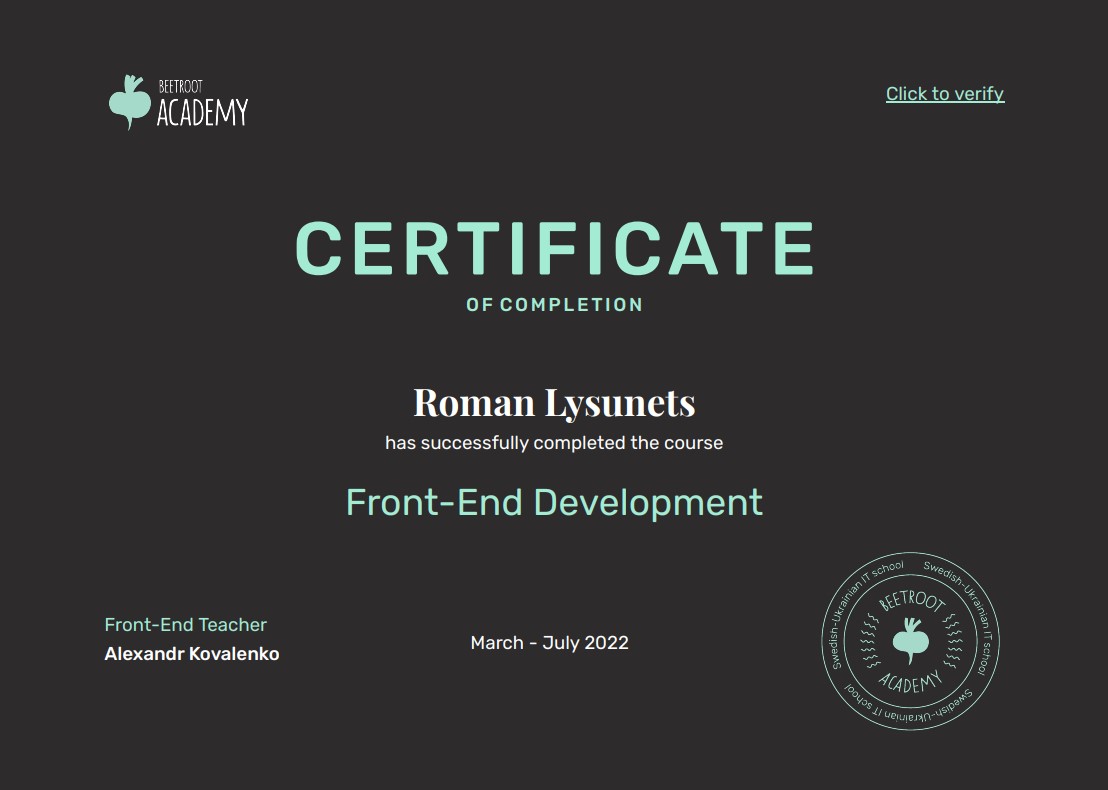 BEETROOT
ACADEMY
Click to verify
CERTIFICATE
OF COMPLETION
Roman Lysunets
has successfully completed the course
Front-End Development
Front-End Teacher
Alexandr Kovalenko
March - July 2022
Swedish-Ukrainian IT school
Swedish-Ukrainian IT school
Swedish-Ukrainian IT school
BEETROOT
ACADEMY